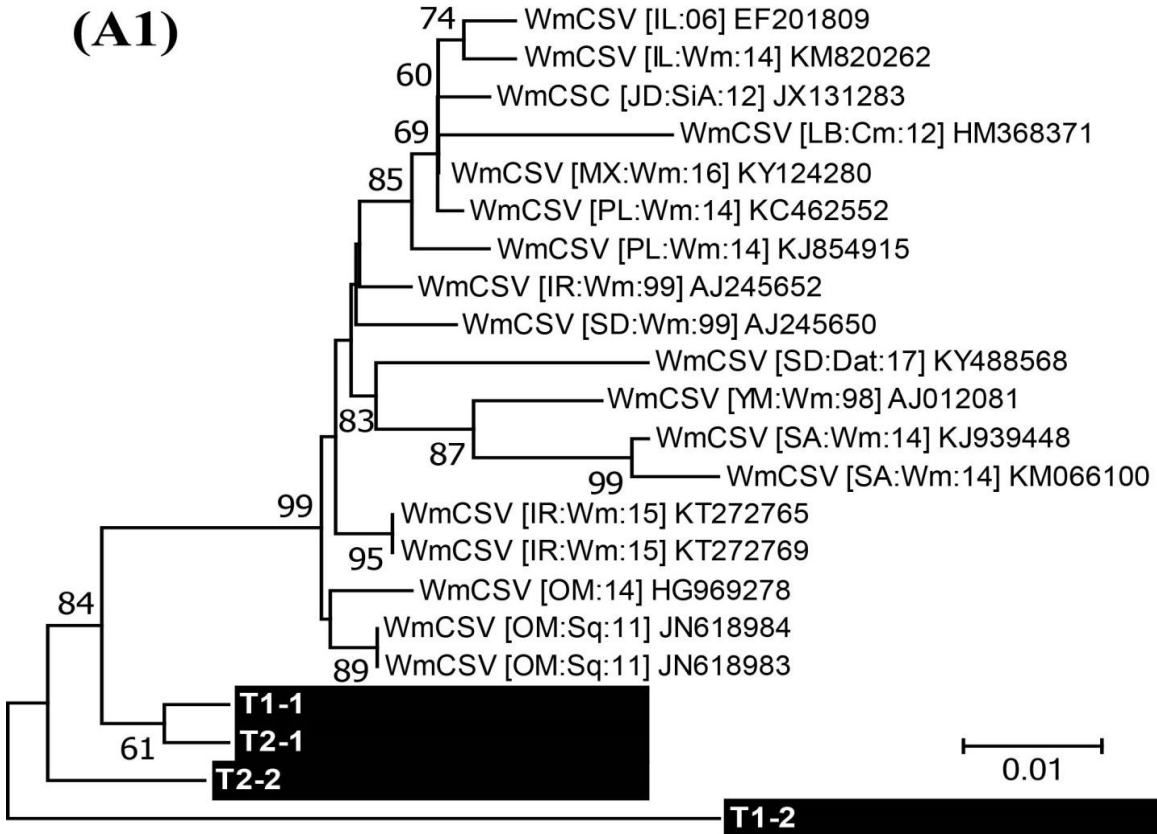 (A1)
74
WmCSV [IL:06] EF201809
WmCSV [IL:Wm:14] KM820262
60
WmCSC [JD:SiA:12] JX131283
69
WmCSV [LB:Cm:12] HM368371
WmCSV [MX:Wm:16] KY124280
85
WmCSV [PL:Wm:14] KC462552
WmCSV [PL:Wm:14] KJ854915
WmCSV [IR:Wm:99] AJ245652
WmCSV [SD:Wm:99] AJ245650
WmCSV [SD:Dat:17] KY488568
WmCSV [YM:Wm:98] AJ012081
83
WmCSV [SA:Wm:14] KJ939448
87
WmCSV [SA:Wm:14] KM066100
99
99
WmCSV [IR:Wm:15] KT272765
WmCSV [IR:Wm:15] KT272769
95
WmCSV [OM:14] HG969278
84
WmCSV [OM:Sq:11] JN618984
WmCSV [OM:Sq:11] JN618983
89
T1-1
T2-1
61
T2-2
0.01
T1-2